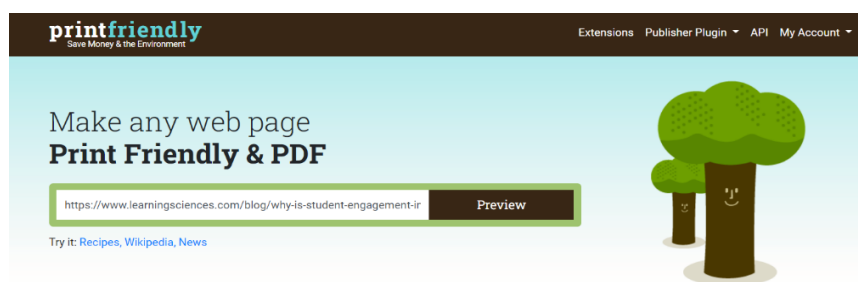 printfriendly
Save Money & the Environment
Extensions Publisher Plugin API My Account
Make any web page
Print Friendly & PDF
https://www.learningsciences.com/blog/why-is-student-engagement-ir Preview
Try it: Recipes, Wikipedia, News